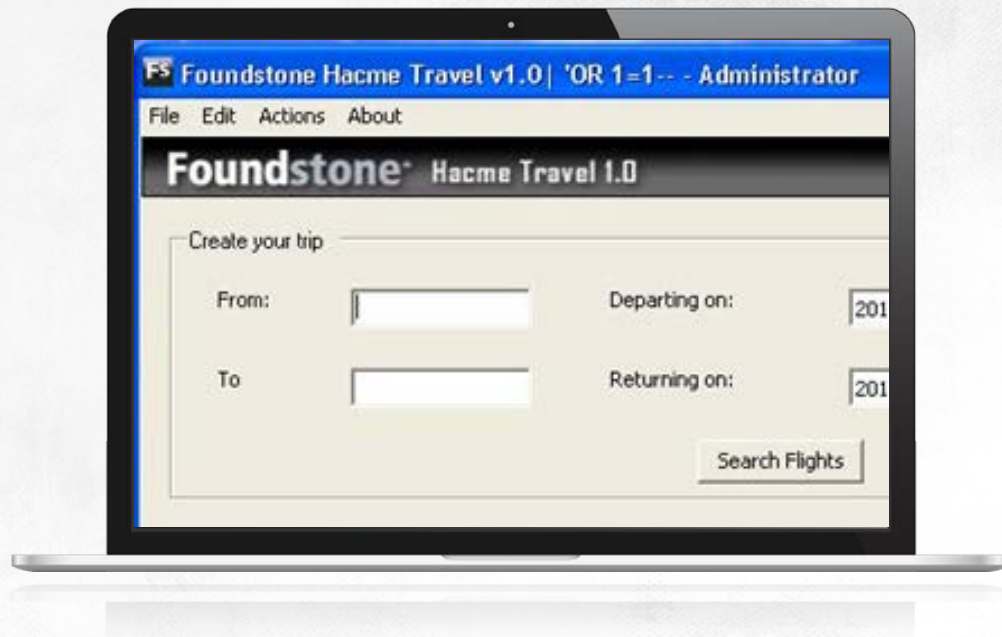 FS Foundstone Hacme Travel v1.0| 'OR 1=1-- - Administrator
File Edit Actions About
Foundstone Hacme Travel 1.0
Create your trip
From: Departing on: 201
To Returning on: 201
Search Flights